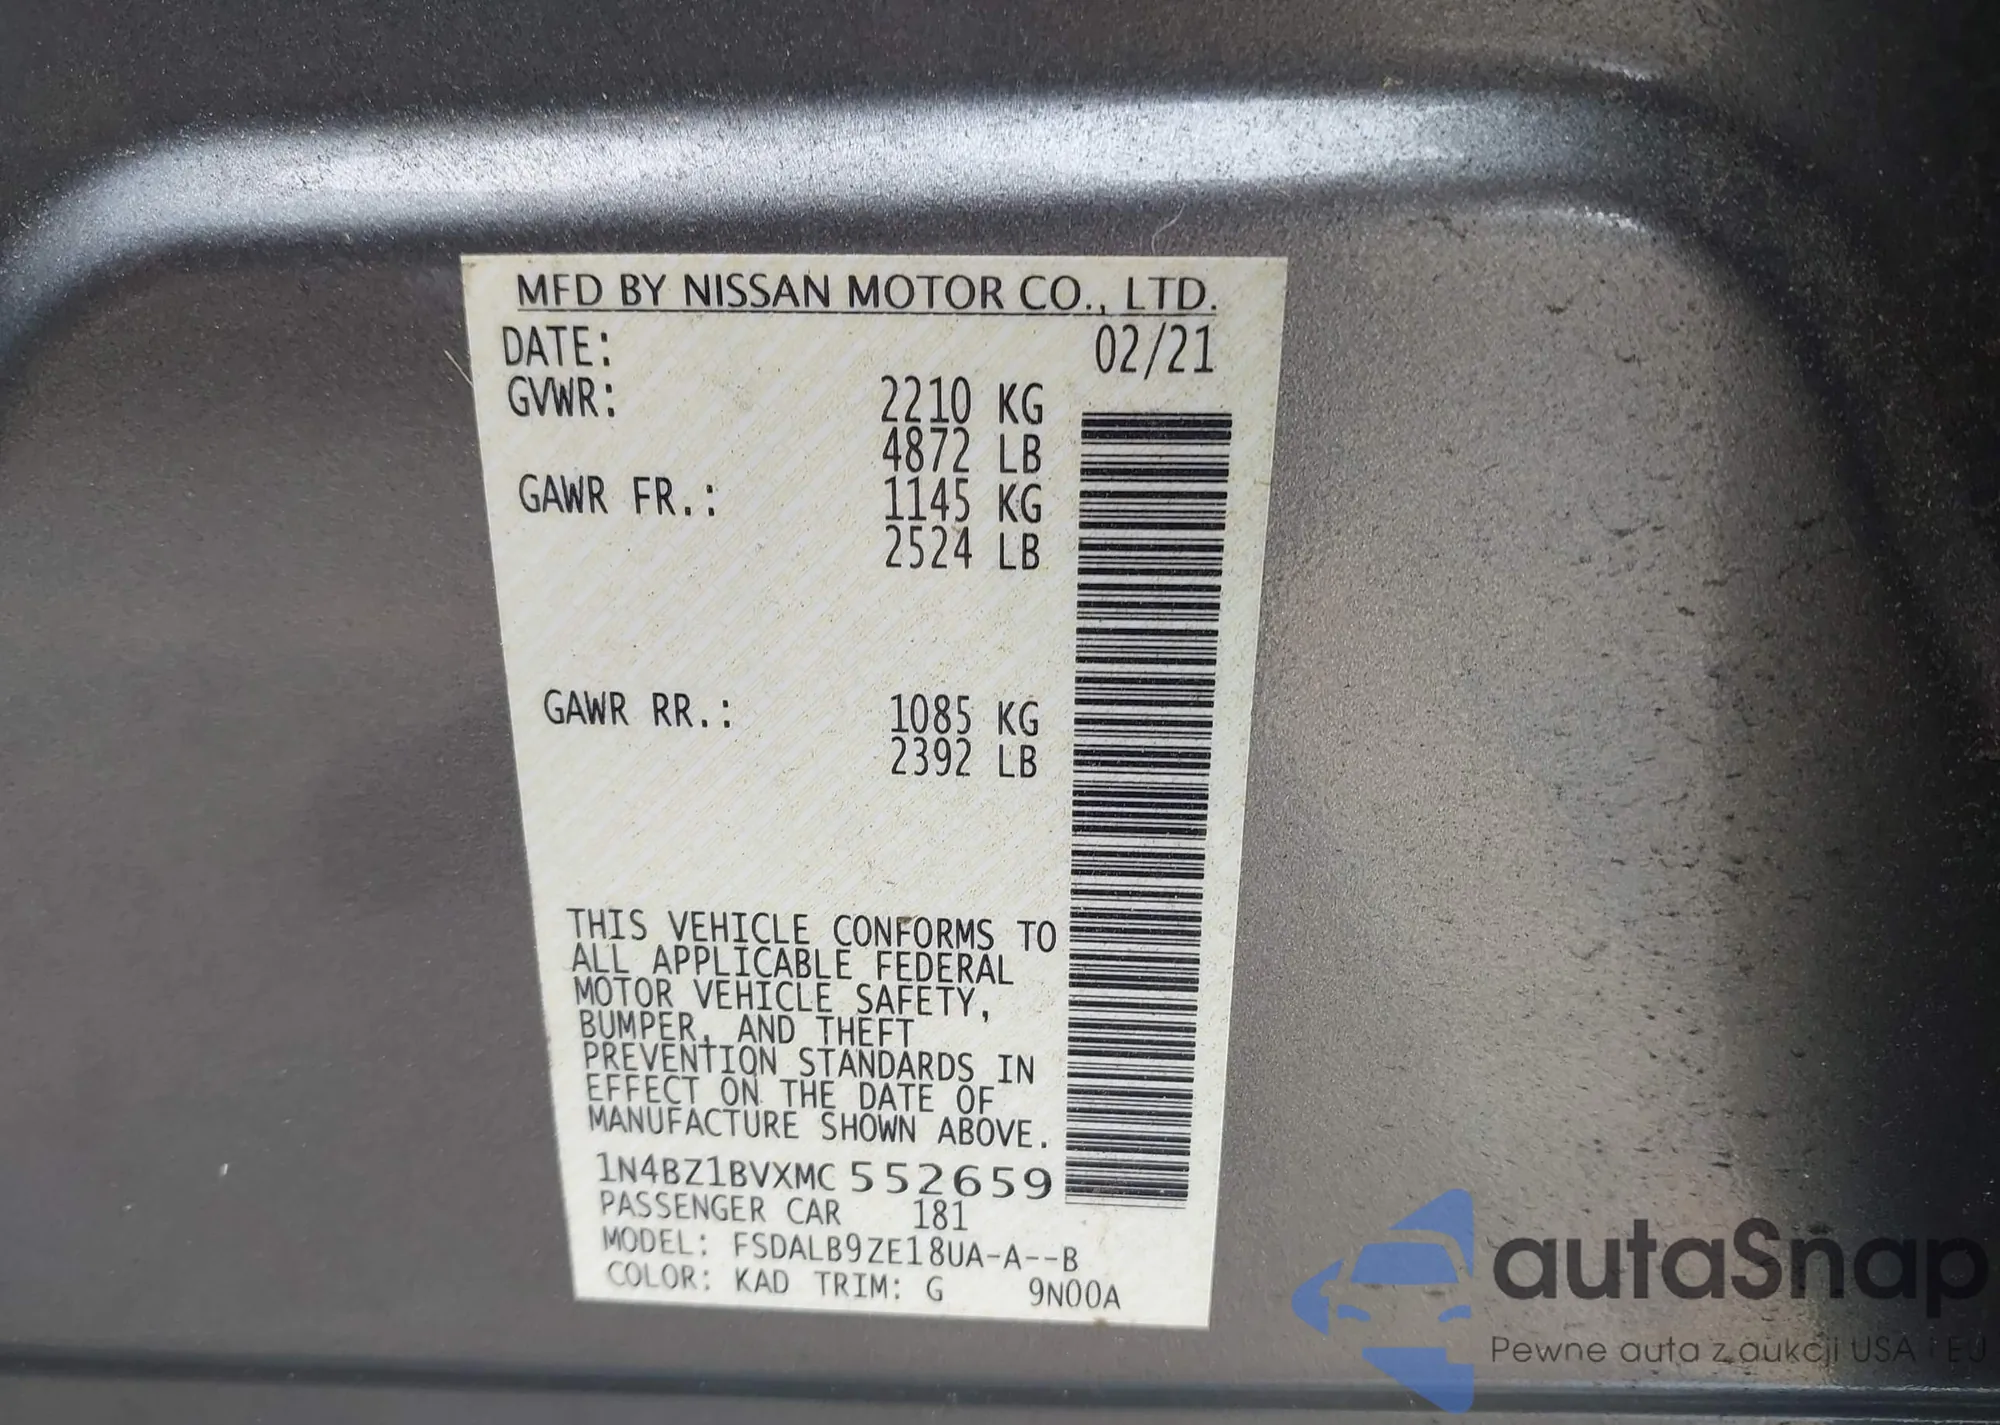 MFD BY NISSAN MOTOR CO., LTD.
DATE: 02/21
GVWR: 2210 KG
4872 LB
GAWR FR.: 1145 KG
2524 LB
GAWR RR.: 1085 KG
2392 LB
THIS VEHICLE CONFORMS TO
ALL APPLICABLE FEDERAL
MOTOR VEHICLE SAFETY,
BUMPER, AND THEFT
PREVENTION STANDARDS IN
EFFECT ON THE DATE OF
MANUFACTURE SHOWN ABOVE.
1N4BZ1BVXMC552659
PASSENGER CAR 181
MODEL: FSDALB9ZE18UA-A--B
COLOR: KAD TRIM: G 9N00A
autaSnap
Pewne auta z aukcji USA i EU